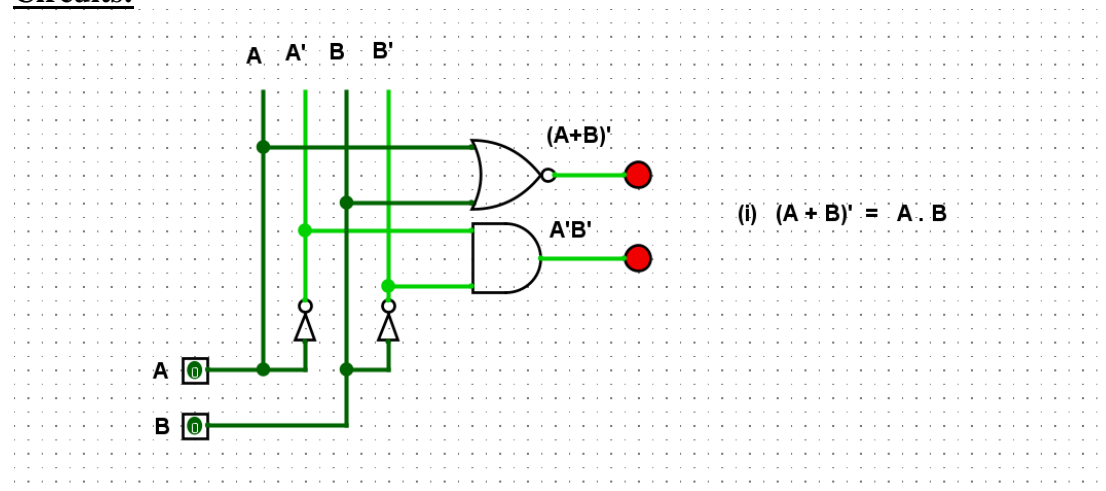 Circuits:
A A' B B'
(A+B)'
(i) (A + B)' = A . B
A'B'
A 0
B 0